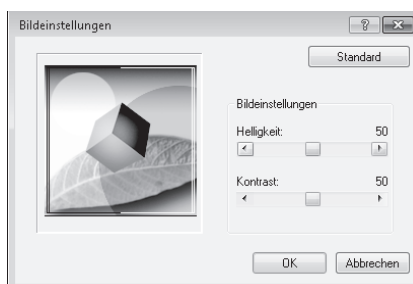 Bildeinstellungen
Standard
Bildeinstellungen
Helligkeit: 50
Kontrast: 50
OK Abbrechen